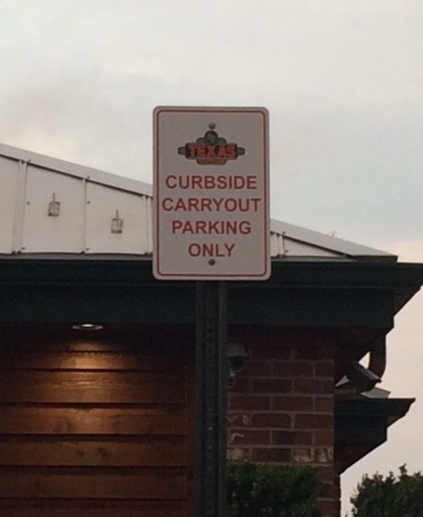 TEXAS
CURBSIDE
CARRYOUT
PARKING
ONLY